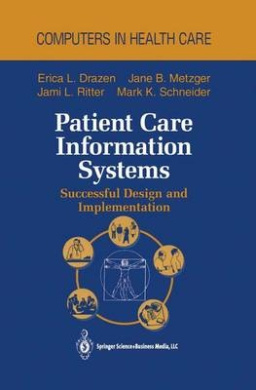 COMPUTERS IN HEALTH CARE
Erica L. Drazen Jane B. Metzger
Jami L. Ritter Mark K. Schneider
Patient Care
Information
Systems
Successful Design and
Implementation
Springer Science+Business Media, LLC